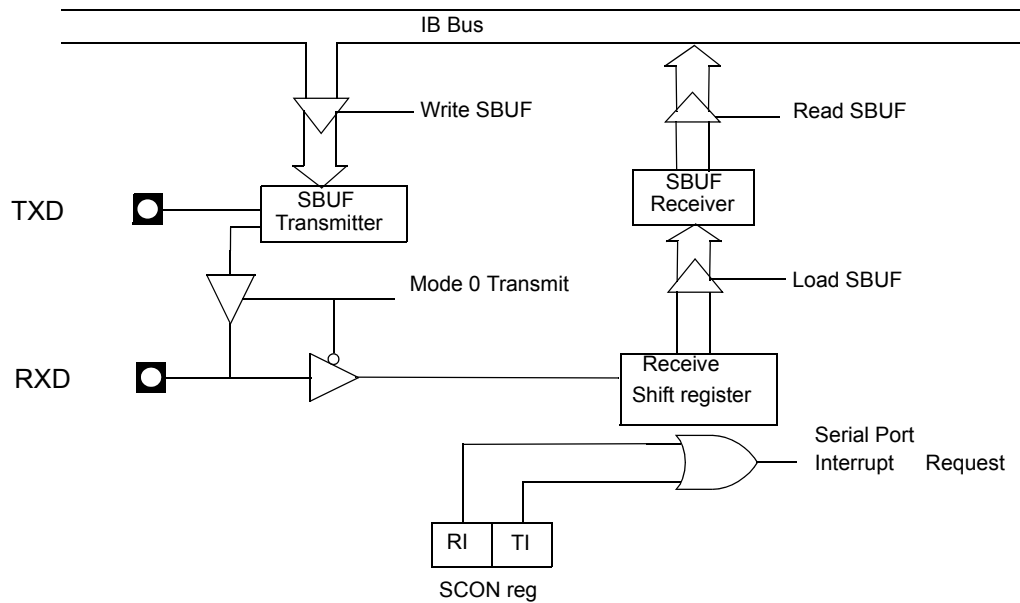 IB Bus
Write SBUF
Read SBUF
SBUF
Transmitter
SBUF
Receiver
TXD
Mode 0 Transmit
Load SBUF
RXD
Receive
Shift register
Serial Port
Interrupt Request
RI
TI
SCON reg